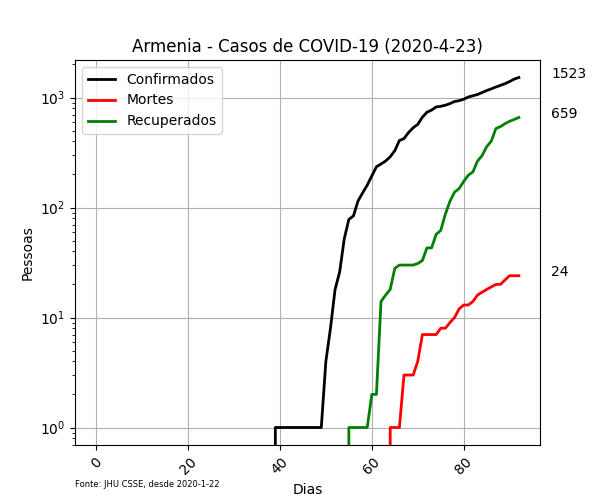 Armenia - Casos de COVID-19 (2020-4-23)
Confirmados
Mortes
Recuperados
1523
659
24
10³
10²
10¹
10⁰
Pessoas
0
20
40
60
80
Dias
Fonte: JHU CSSE, desde 2020-1-22